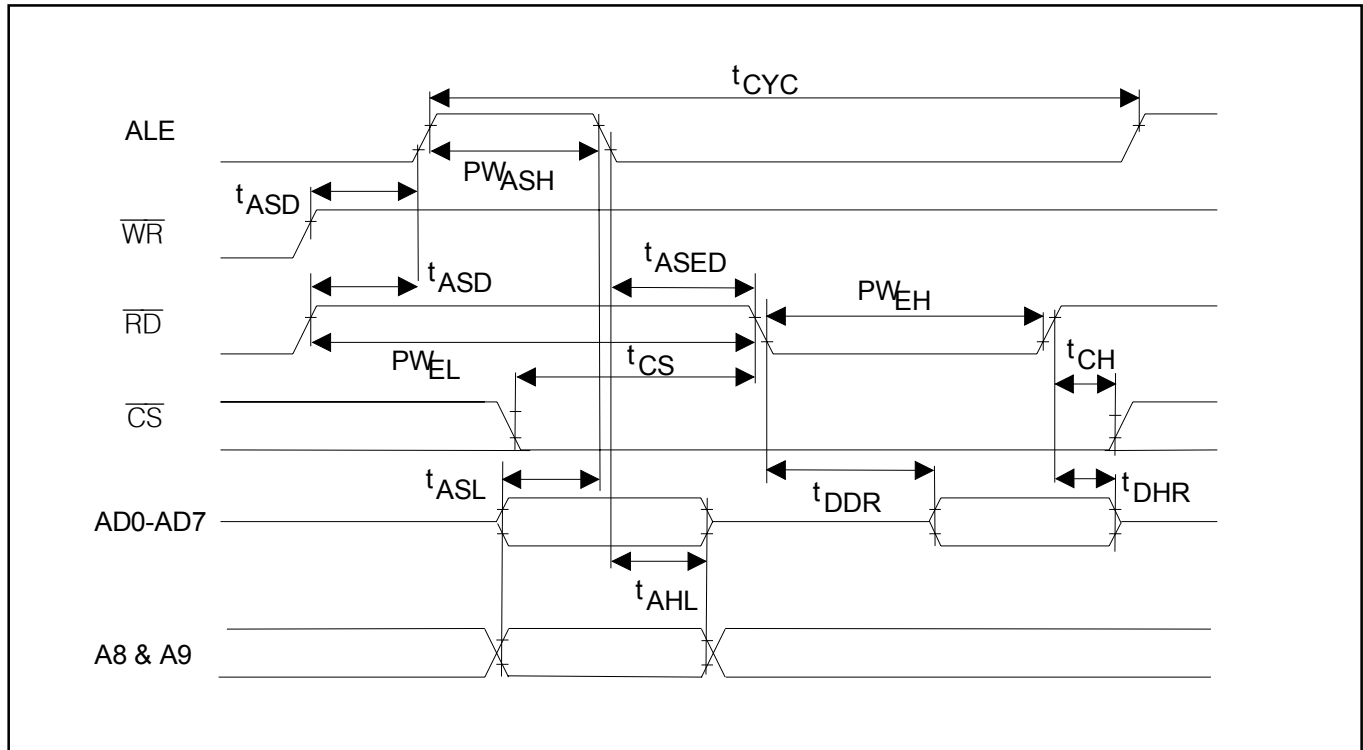 tCYC
ALE
PWASH
tASD
WR
tASED
tASD
PWEH
RD
tCS
PWEL
tCH
CS
tASL
tDDR
tDHR
AD0-AD7
tAHL
A8 & A9